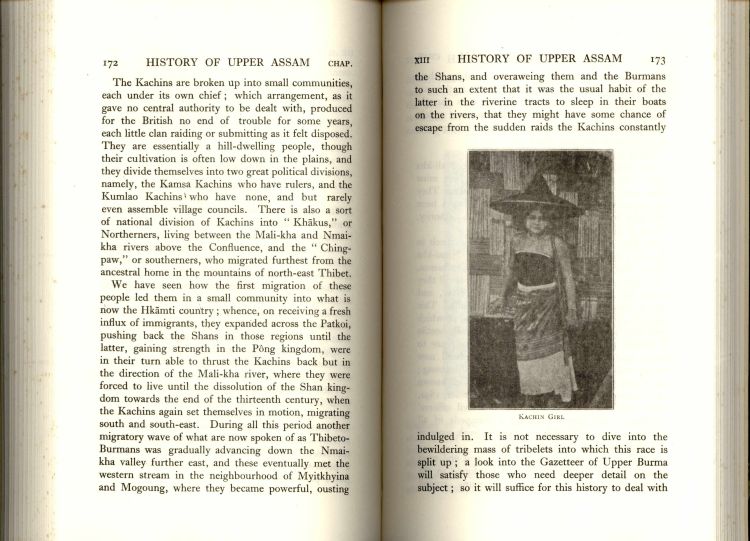 172 HISTORY OF UPPER ASSAM CHAP.
The Kachins are broken up into small communities,
each under its own chief; which arrangement, as it
gave no central authority to be dealt with, produced
for the British no end of trouble for some years,
each little clan raiding or submitting as it felt disposed.
They are essentially a hill-dwelling people, though
their cultivation is often low down in the plains, and
they divide themselves into two great political divisions,
namely, the Kamsa Kachins who have rulers, and the
Kumlao Kachins who have none, and but rarely
even assemble village councils. There is also a sort
of national division of Kachins into "Khākus," or
Northerners, living between the Mali-kha and Nmai-
kha rivers above the Confluence, and the "Ching-
paw," or southerners, who migrated furthest from the
ancestral home in the mountains of north-east Thibet.
We have seen how the first migration of these
people led them in a small community into what is
now the Hkāmti country; whence, on receiving a fresh
influx of immigrants, they expanded across the Patkoi,
pushing back the Shans in those regions until the
latter, gaining strength in the Pông kingdom, were
in their turn able to thrust the Kachins back but in
the direction of the Mali-kha river, where they were
forced to live until the dissolution of the Shan king-
dom towards the end of the thirteenth century, when
the Kachins again set themselves in motion, migrating
south and south-east. During all this period another
migratory wave of what are now spoken of as Thibeto-
Burmans was gradually advancing down the Nmai-
kha valley further east, and these eventually met the
western stream in the neighbourhood of Myitkhyina
and Mogoung, where they became powerful, ousting
XIII HISTORY OF UPPER ASSAM 173
the Shans, and overaweing them and the Burmans
to such an extent that it was the usual habit of the
latter in the riverine tracts to sleep in their boats
on the rivers, that they might have some chance of
escape from the sudden raids the Kachins constantly
KACHIN GIRL
indulged in. It is not necessary to dive into the
bewildering mass of tribelets into which this race is
split up; a look into the Gazetteer of Upper Burma
will satisfy those who need deeper detail on the
subject; so it will suffice for this history to deal with